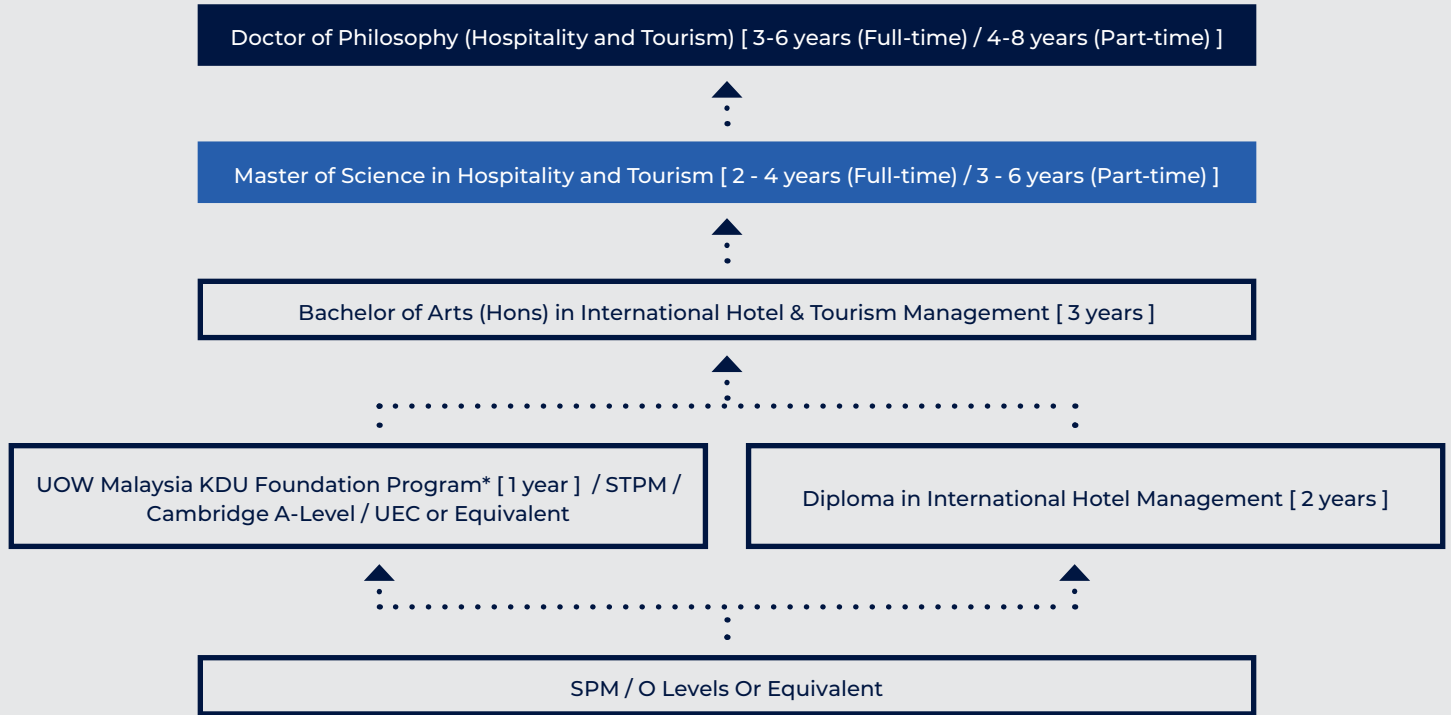 Doctor of Philosophy (Hospitality and Tourism) [ 3-6 years (Full-time) / 4-8 years (Part-time) ]
Master of Science in Hospitality and Tourism [ 2 - 4 years (Full-time) / 3 - 6 years (Part-time) ]
Bachelor of Arts (Hons) in International Hotel & Tourism Management [ 3 years ]
UOW Malaysia KDU Foundation Program* [ 1 year ] / STPM /
Cambridge A-Level / UEC or Equivalent
Diploma in International Hotel Management [ 2 years ]
SPM / O Levels Or Equivalent